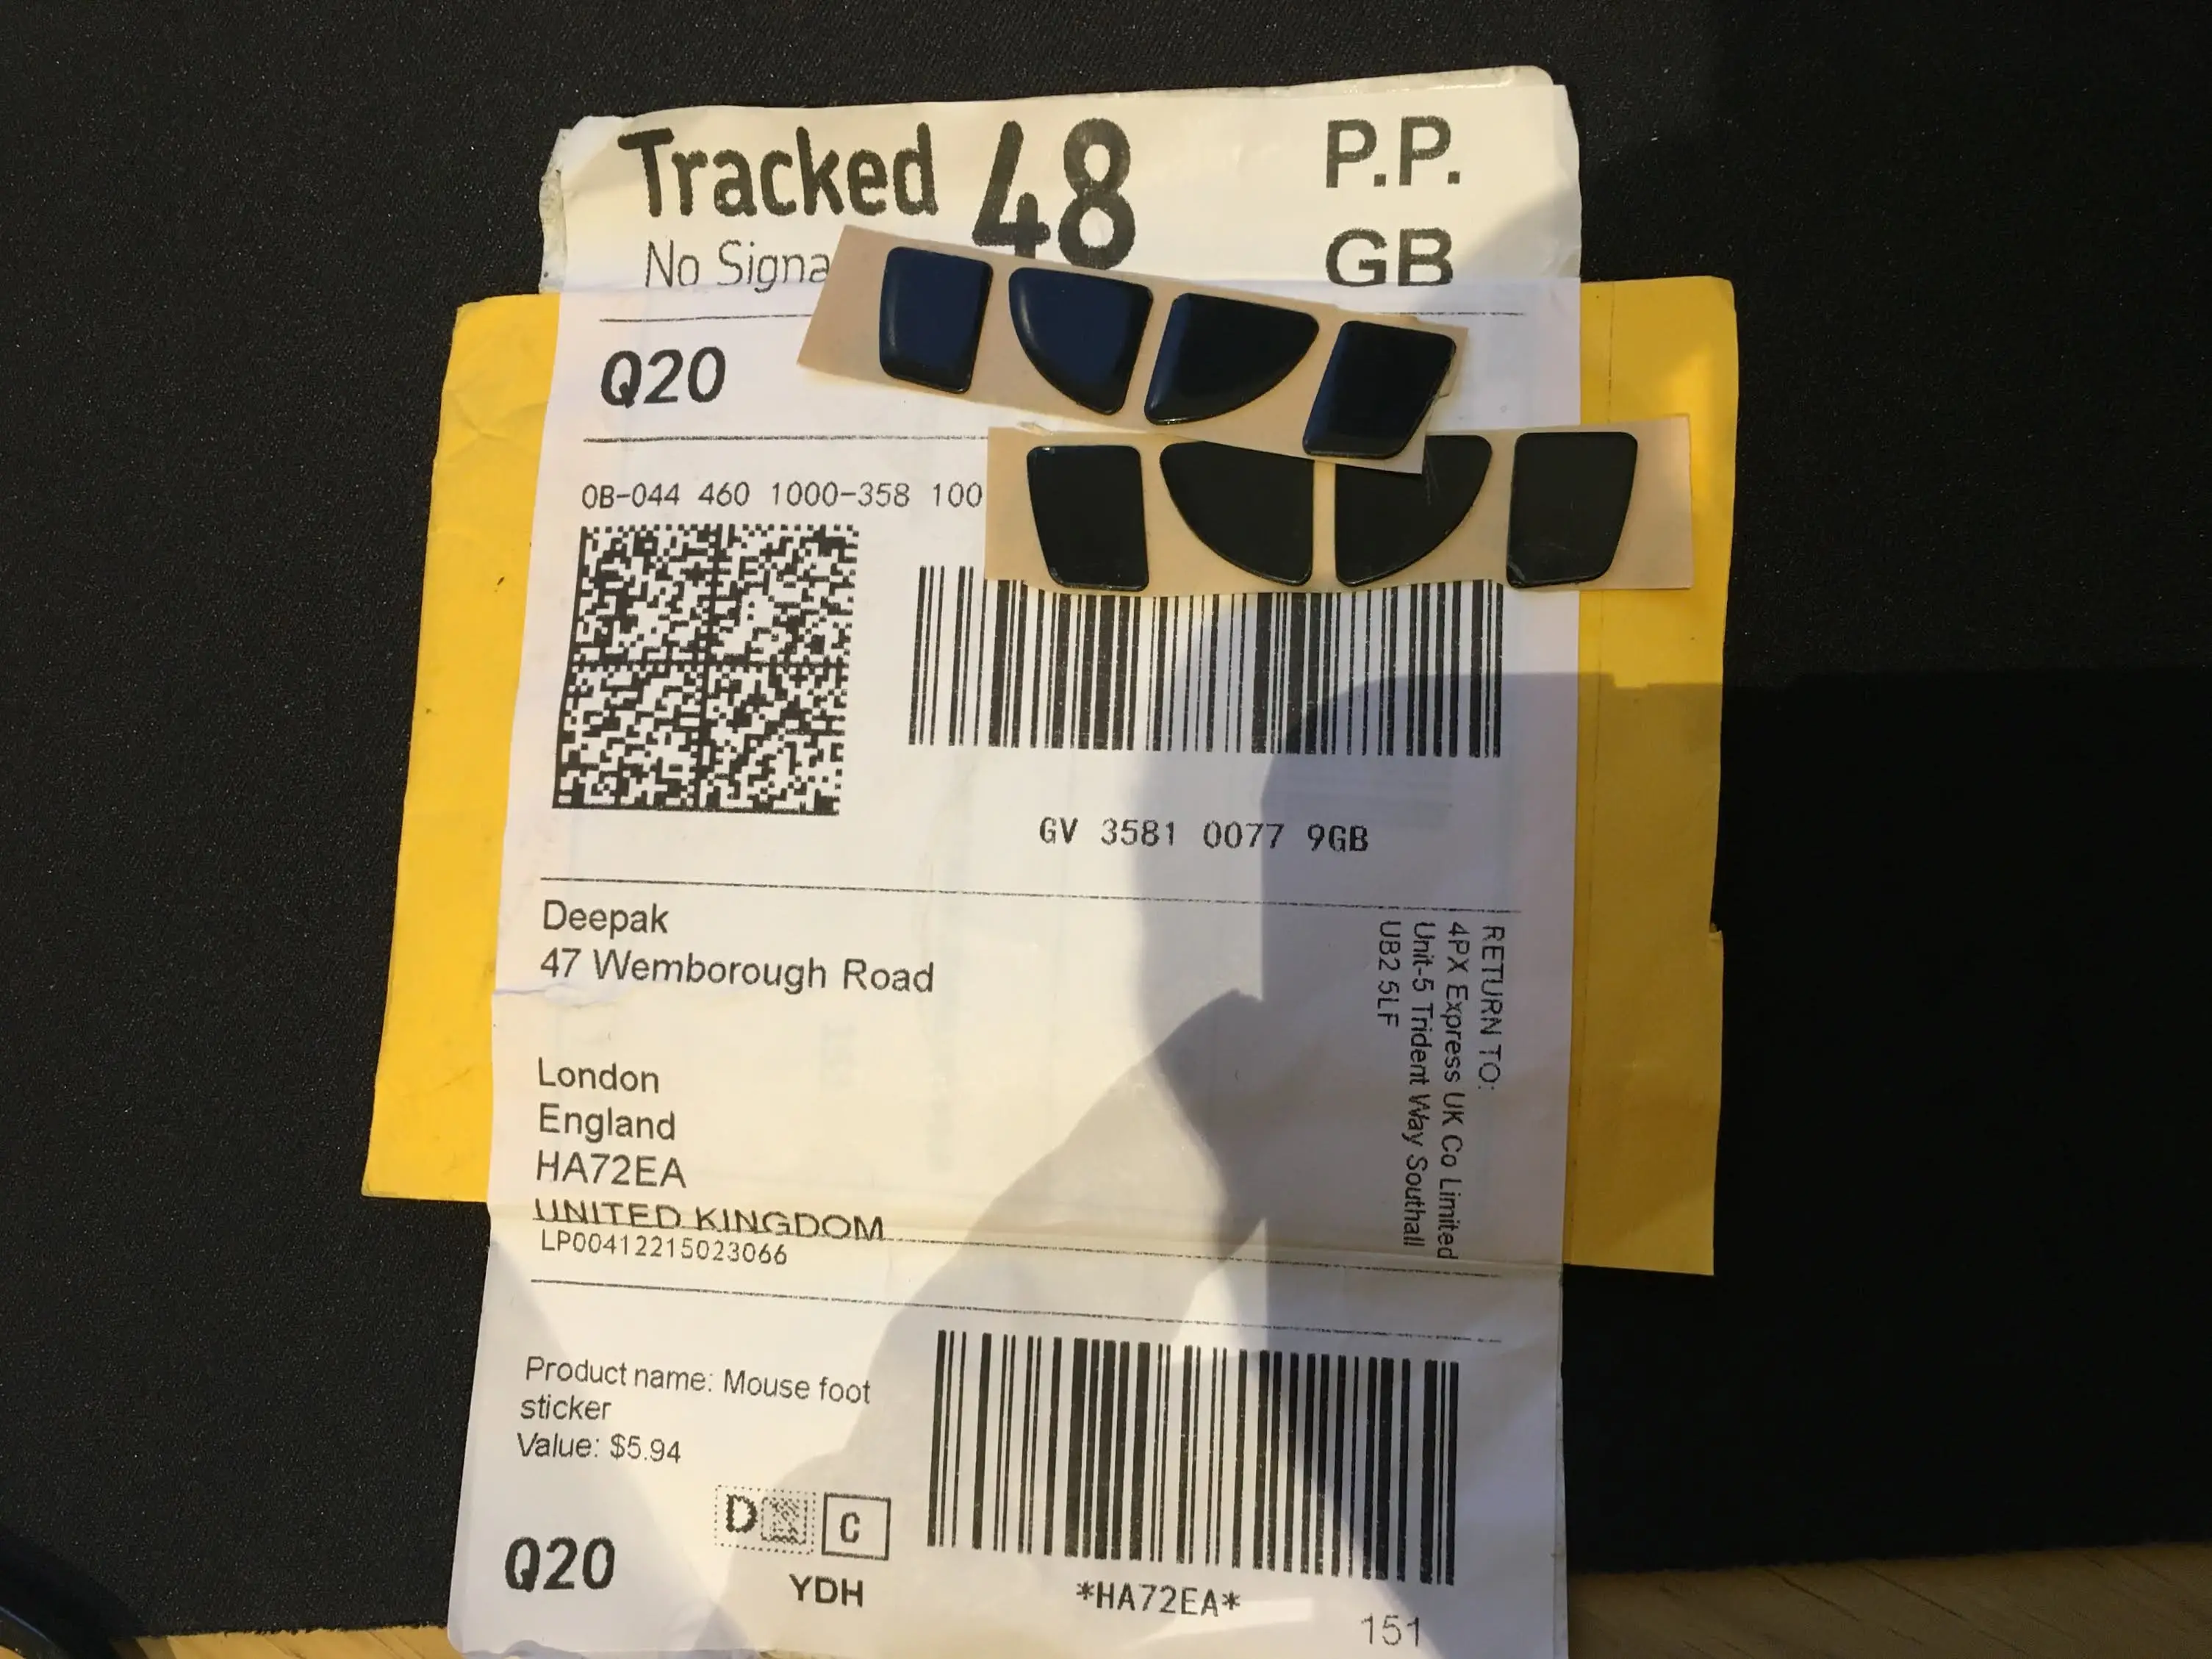 Tracked 48
P.P.
GB
No Signa
Q20
0B-044 460 1000-358 100
GV 3581 0077 9GB
Deepak
47 Wemborough Road
London
England
HA72EA
UNITED KINGDOM
LP00412215023066
RETURN TO:
4PX Express UK Co Limited
Unit-5 Trident Way Southall
UB2 5LF
Product name: Mouse foot
sticker
Value: $5.94
D
C
Q20
YDH
*HA72EA*
151